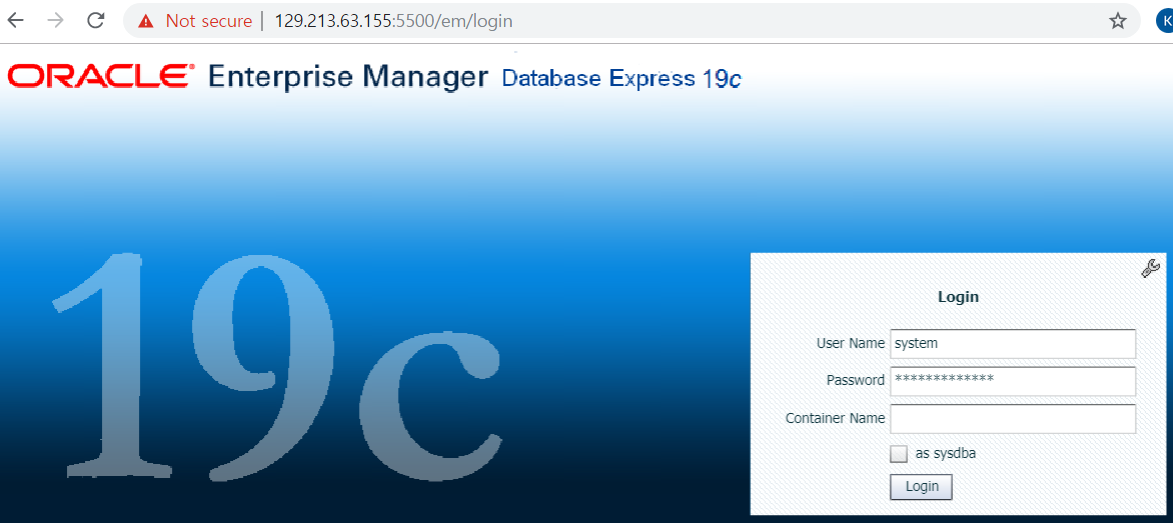 Not secure | 129.213.63.155:5500/em/login
K
ORACLE® Enterprise Manager Database Express 19c
19c
Login
User Name system
Password *************
Container Name
as sysdba
Login